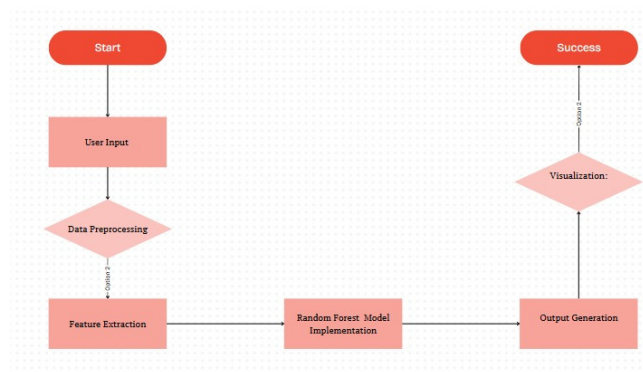 Start
Success
User Input
Option 2
Visualization:
Data Preprocessing
Option 2
Feature Extraction
Random Forest Model
Implementation
Output Generation